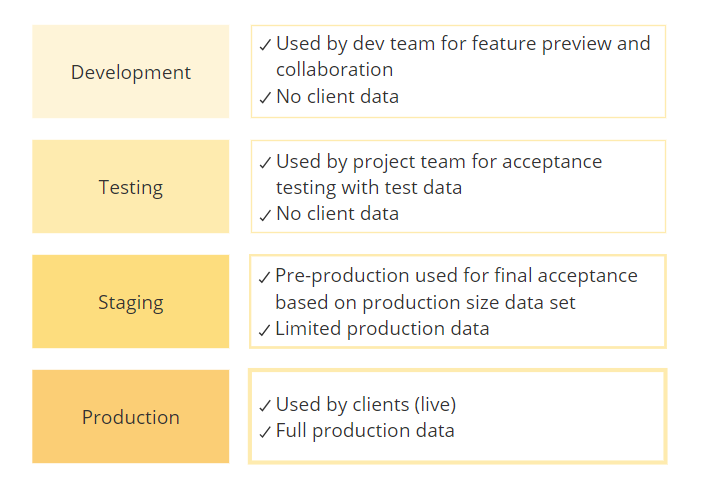 Development
✓ Used by dev team for feature preview and
collaboration
✓ No client data
Testing
✓ Used by project team for acceptance
testing with test data
✓ No client data
Staging
✓ Pre-production used for final acceptance
based on production size data set
✓ Limited production data
Production
✓ Used by clients (live)
✓ Full production data